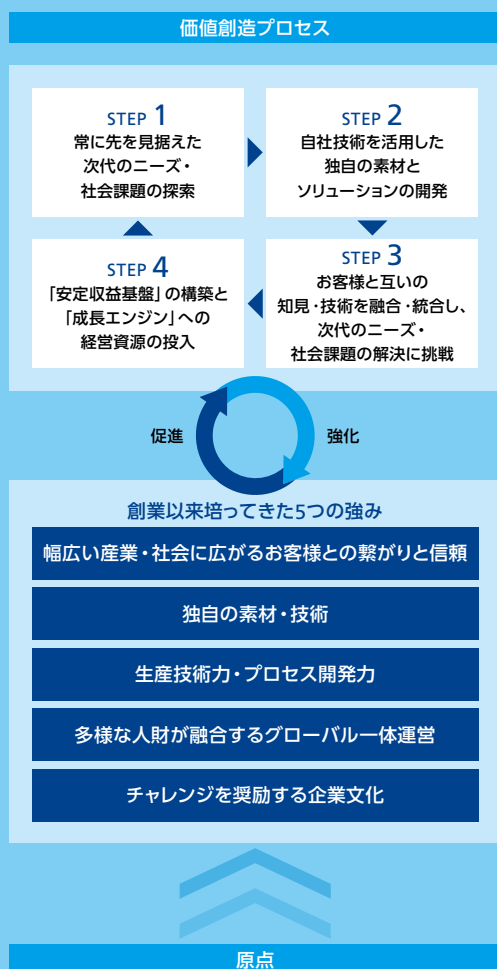 価値創造プロセス
STEP 1
常に先を見据えた
次代のニーズ・
社会課題の探索
STEP 2
自社技術を活用した
独自の素材と
ソリューションの開発
STEP 3
お客様と互いの
知見・技術を融合・統合し、
次代のニーズ・
社会課題の解決に挑戦
STEP 4
「安定収益基盤」の構築と
「成長エンジン」への
経営資源の投入
促進
強化
創業以来培ってきた5つの強み
幅広い産業・社会に広がるお客様との繋がりと信頼
独自の素材・技術
生産技術力・プロセス開発力
多様な人財が融合するグローバル一体運営
チャレンジを奨励する企業文化
原点